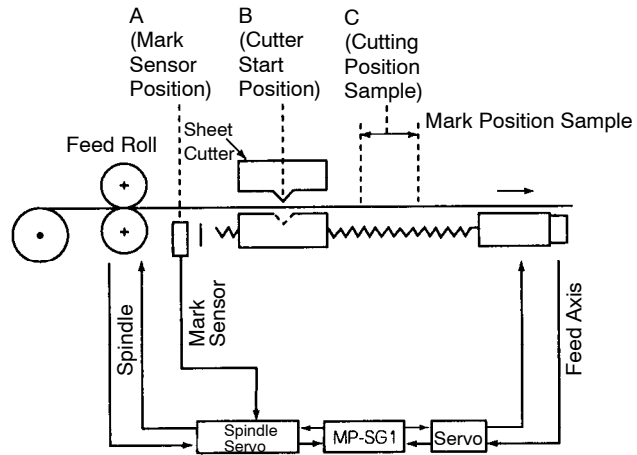 A
(Mark
Sensor
Position)
B
(Cutter
Start
Position)
C
(Cutting
Position
Sample)
Mark Position Sample
Feed Roll
Sheet
Cutter
Spindle
Mark
Sensor
Feed Axis
Spindle
Servo
MP-SG1
Servo